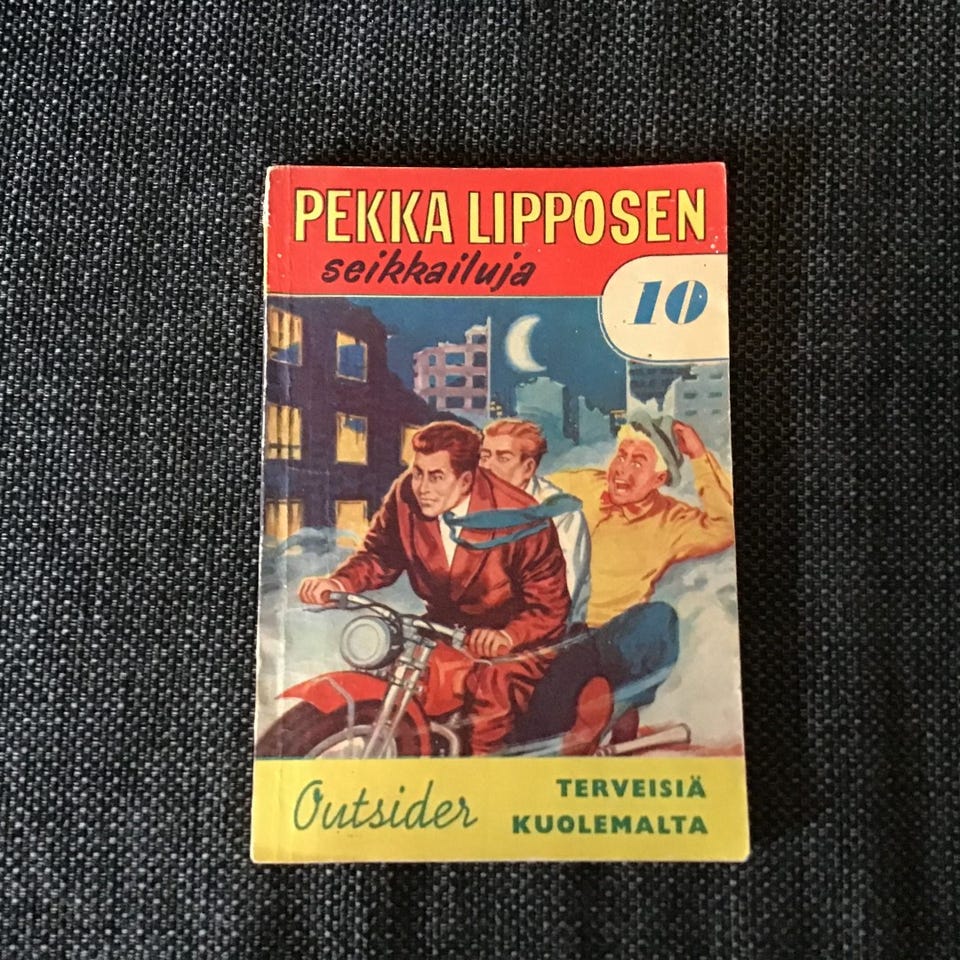 PEKKA LIPPOSEN
seikkailuja
10
Outsider
TERVEISIÄ
KUOLEMALTA